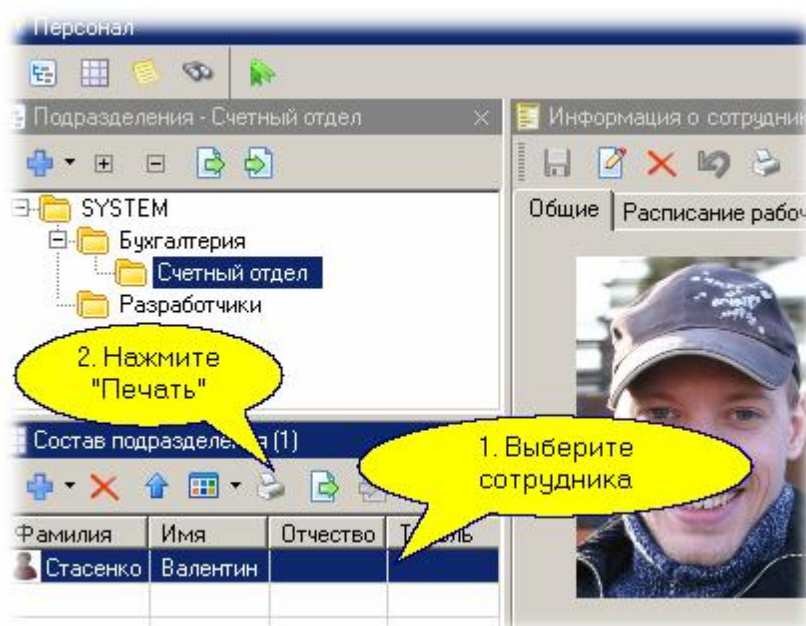 Персонал
Подразделения - Счетный отдел
Информация о сотрудник
Общие
Расписание рабоч
SYSTEM
Бухгалтерия
Счетный отдел
Разработчики
2. Нажмите
"Печать"
Состав подразделения (1)
1. Выберите
сотрудника
Фамилия Имя Отчество
Стасенко Валентин